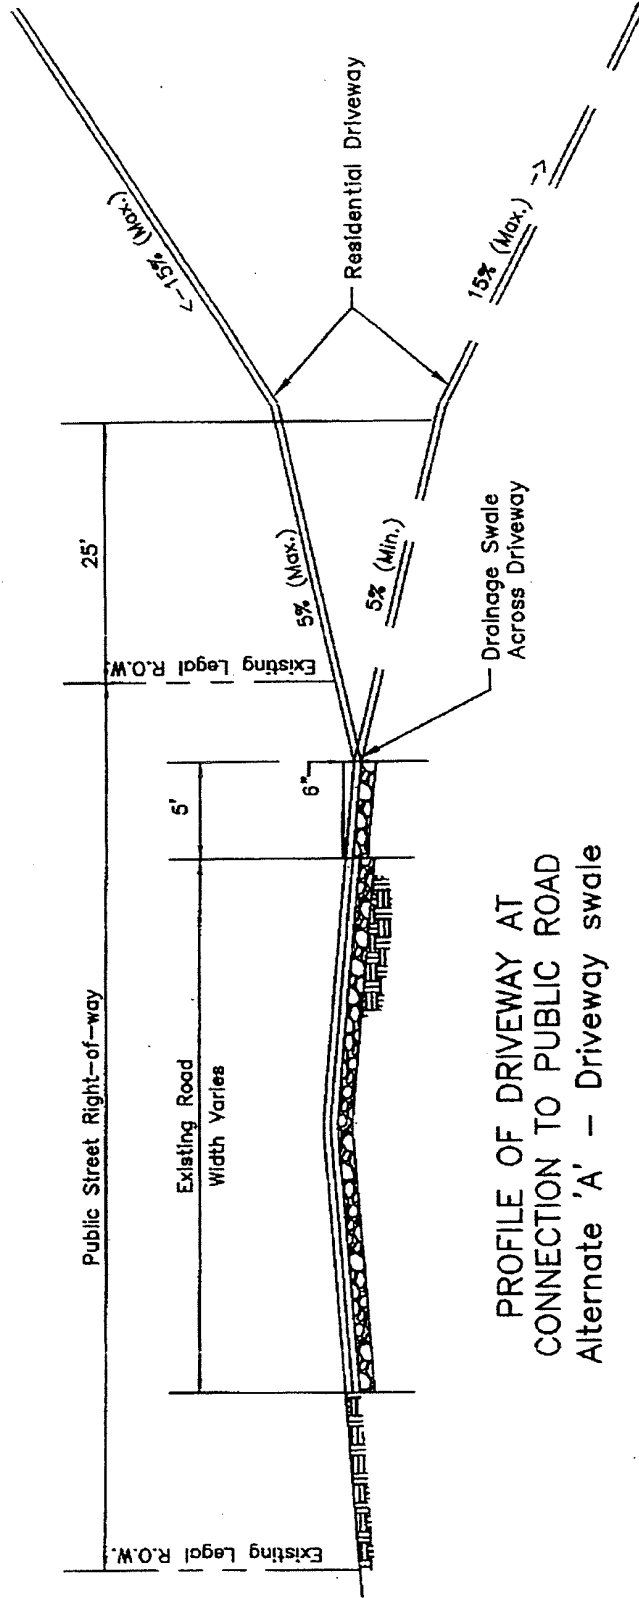 Public Street Right-of-way
25'
Existing Legal R.O.W.
Existing Legal R.O.W.
Existing Road
Width Varies
5'
6"
5% (Max.)
<-15% (Max.)
Residential Driveway
5% (Min.)
15% (Max.) ->
Drainage Swale
Across Driveway
PROFILE OF DRIVEWAY AT
CONNECTION TO PUBLIC ROAD
Alternate 'A' - Driveway swale